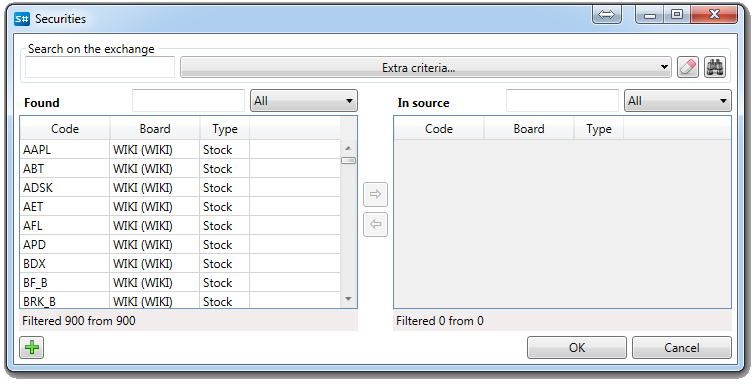 S# Securities
Search on the exchange
Extra criteria...
Found All
Code Board Type
AAPL WIKI (WIKI) Stock
ABT WIKI (WIKI) Stock
ADSK WIKI (WIKI) Stock
AET WIKI (WIKI) Stock
AFL WIKI (WIKI) Stock
APD WIKI (WIKI) Stock
BDX WIKI (WIKI) Stock
BF_B WIKI (WIKI) Stock
BRK_B WIKI (WIKI) Stock
Filtered 900 from 900
In source All
Code Board Type
Filtered 0 from 0
OK Cancel